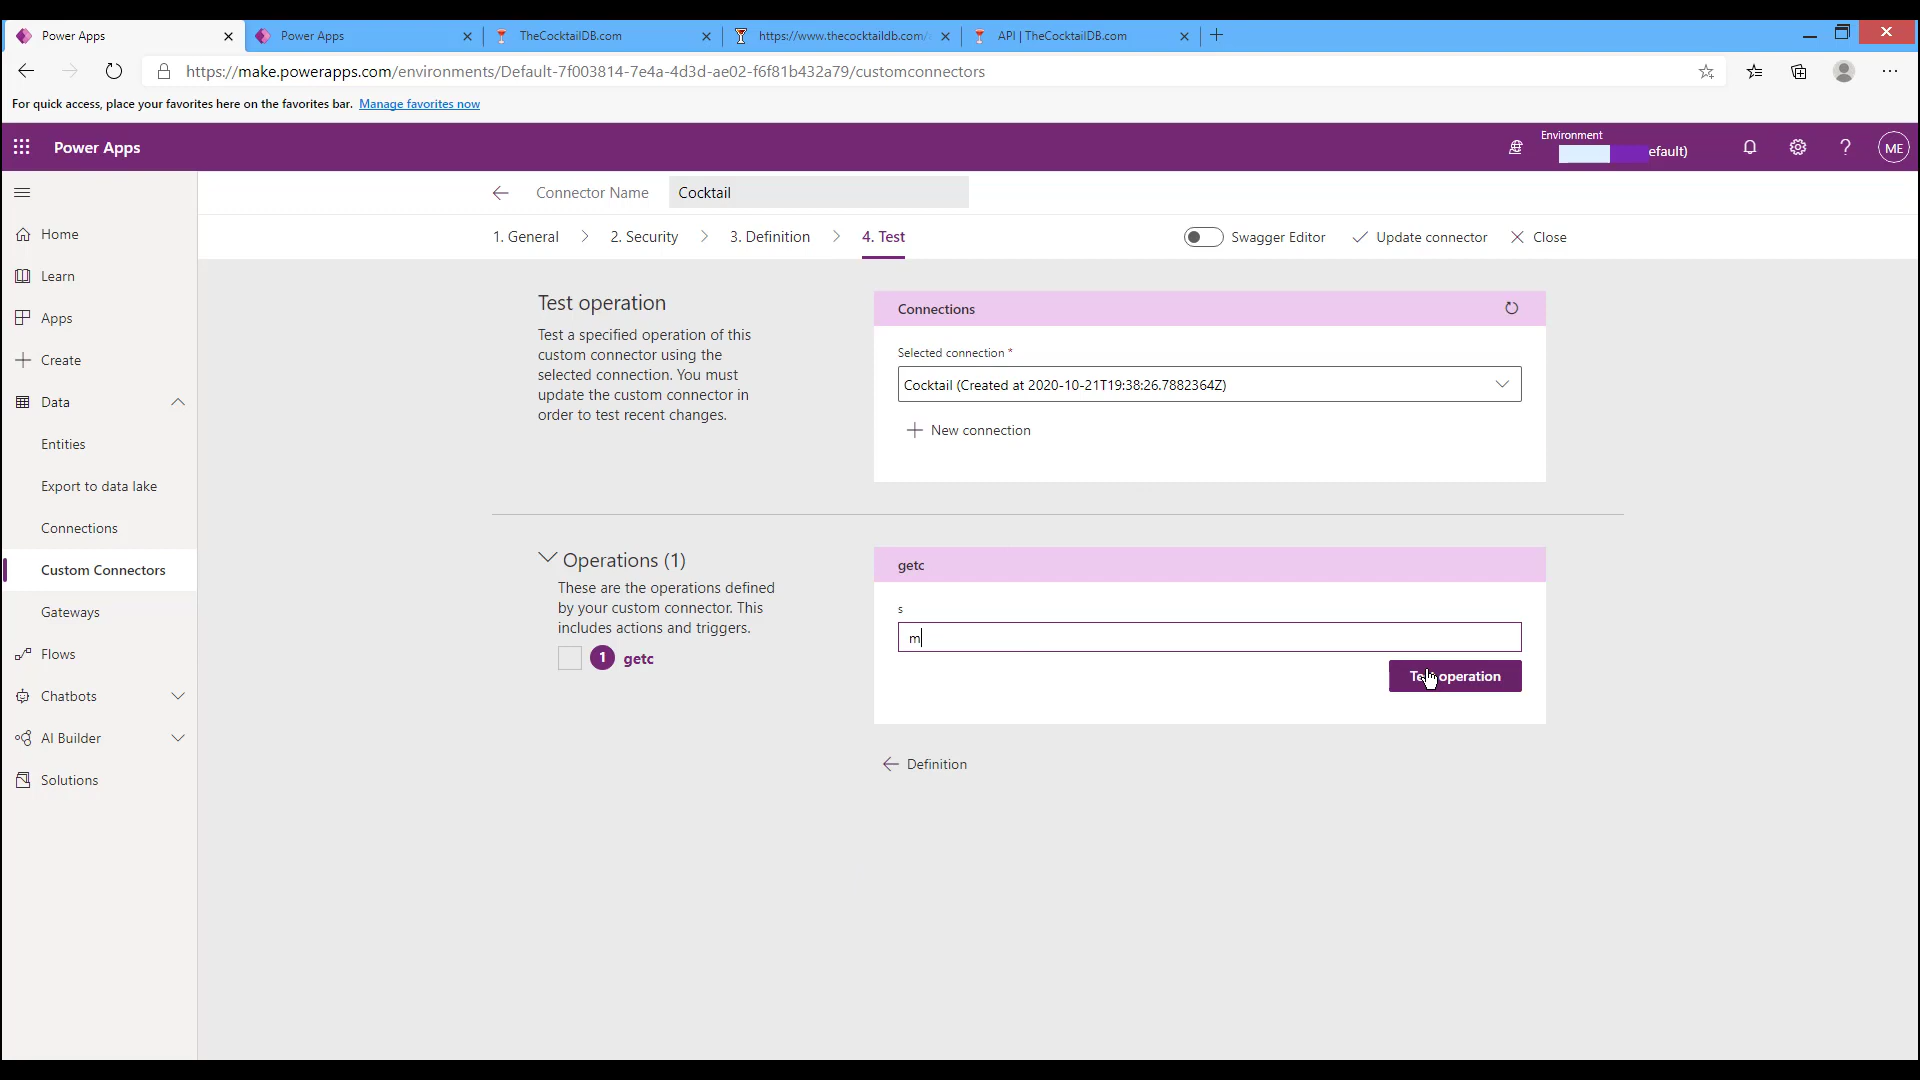 Power Apps
Power Apps
TheCocktailDB.com
https://www.thecocktaildb.com/
API | TheCocktailDB.com
https://make.powerapps.com/environments/Default-7f003814-7e4a-4d3d-ae02-f6f81b432a79/customconnectors
For quick access, place your favorites here on the favorites bar. Manage favorites now
Power Apps
Environment
efault)
ME
Connector Name
Cocktail
1. General
2. Security
3. Definition
4. Test
Swagger Editor
Update connector
Close
Home
Learn
Apps
Create
Data
Entities
Export to data lake
Connections
Custom Connectors
Gateways
Flows
Chatbots
AI Builder
Solutions
Test operation
Test a specified operation of this
custom connector using the
selected connection. You must
update the custom connector in
order to test recent changes.
Connections
Selected connection *
Cocktail (Created at 2020-10-21T19:38:26.7882364Z)
New connection
Operations (1)
These are the operations defined
by your custom connector. This
includes actions and triggers.
1 getc
getc
s
m
operation
Definition